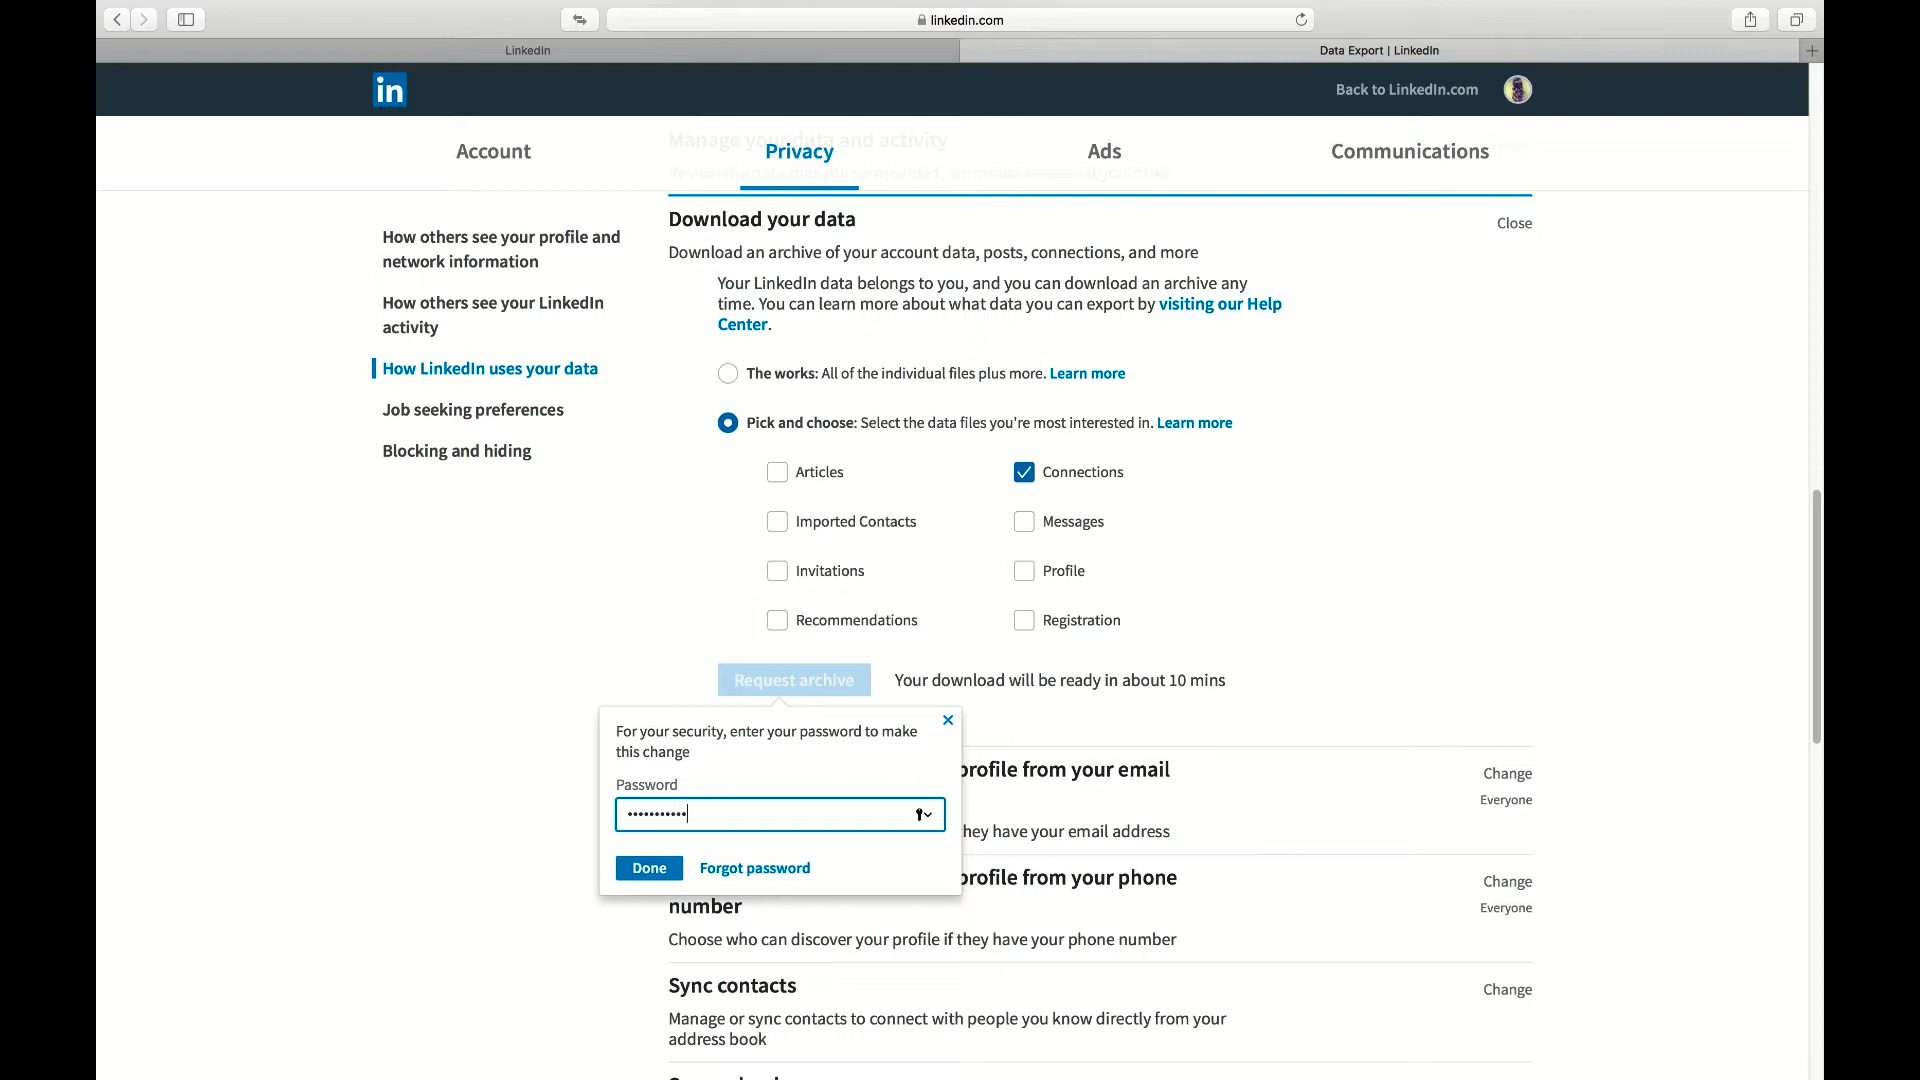 linkedin.com
LinkedIn
Data Export | LinkedIn
in
Back to LinkedIn.com
Manage your data and activity
Account
Privacy
Ads
Communications
Download your data
Close
Download an archive of your account data, posts, connections, and more
Your LinkedIn data belongs to you, and you can download an archive any
time. You can learn more about what data you can export by visiting our Help
Center.
How others see your profile and
network information
How others see your LinkedIn
activity
How LinkedIn uses your data
Job seeking preferences
Blocking and hiding
The works: All of the individual files plus more. Learn more
Pick and choose: Select the data files you're most interested in. Learn more
Articles
Connections
Imported Contacts
Messages
Invitations
Profile
Recommendations
Registration
Request archive
Your download will be ready in about 10 mins
For your security, enter your password to make
this change
Password
•••••••••••
Done
Forgot password
profile from your email
Change
Everyone
they have your email address
profile from your phone
number
Change
Everyone
Choose who can discover your profile if they have your phone number
Sync contacts
Change
Manage or sync contacts to connect with people you know directly from your
address book